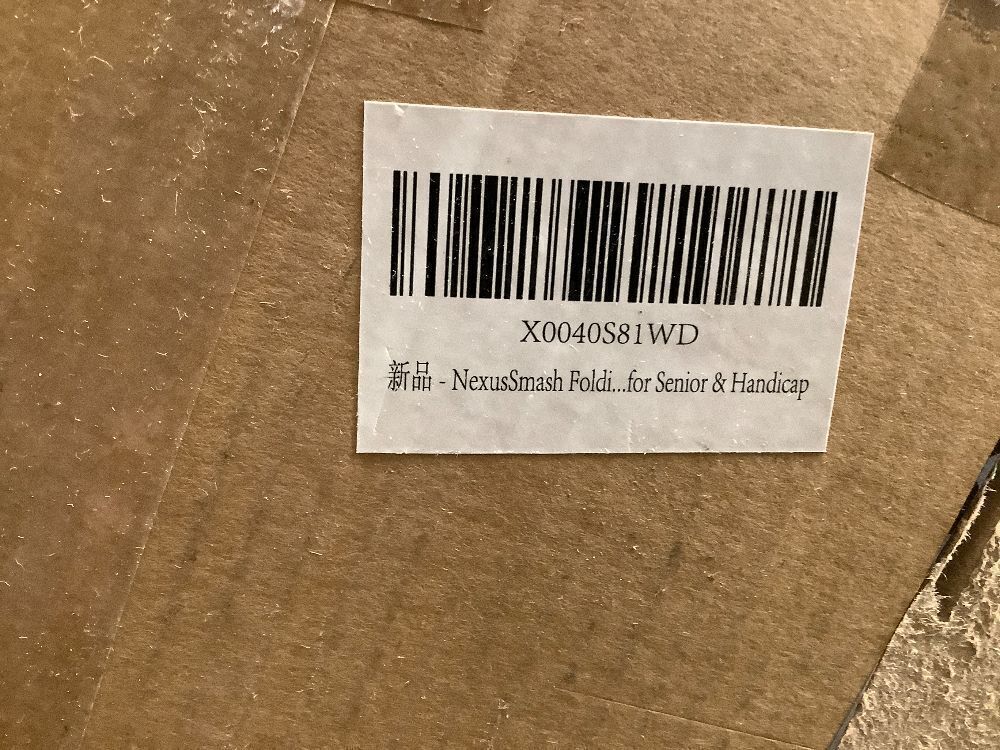 X0040S81WD
新品 - NexusSmash Foldi...for Senior & Handicap